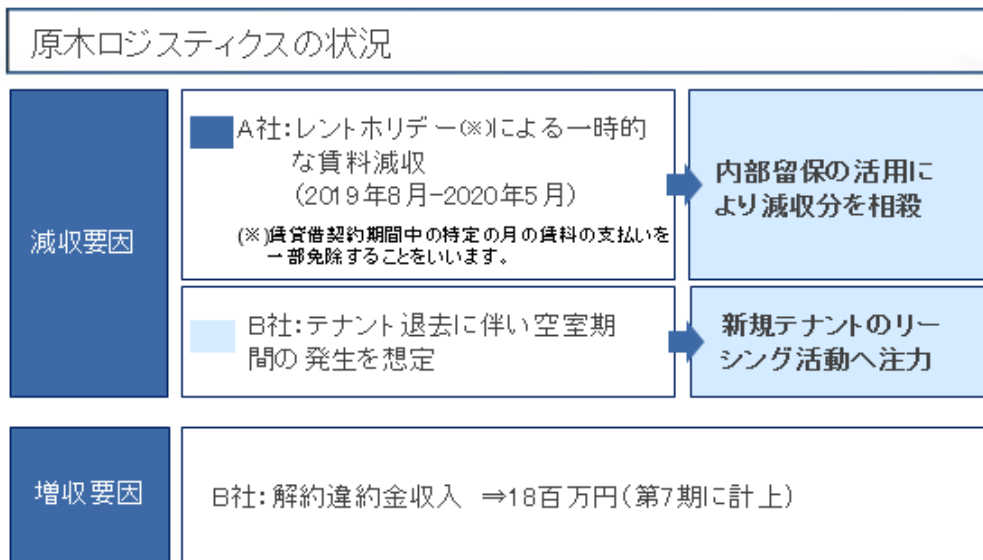 原木ロジスティクスの状況
減収要因
A社:レントホリデー(※)による一時的
な賃料減収
(2019年8月-2020年5月)
(※)賃貸借契約期間中の特定の月の賃料の支払いを
一部免除することをいいます。
内部留保の活用に
より減収分を相殺
B社:テナント退去に伴い空室期
間の発生を想定
新規テナントのリー
シング活動へ注力
増収要因
B社:解約違約金収入 ⇒18百万円(第7期に計上)